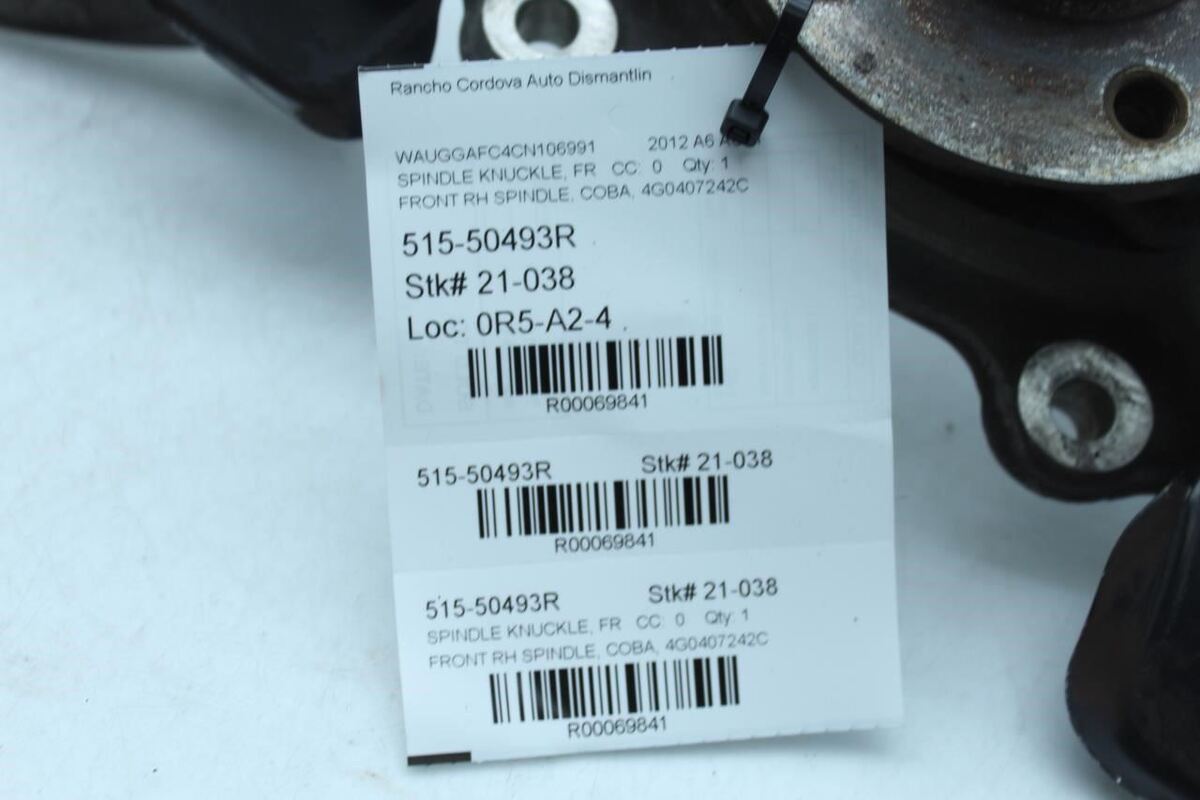 Rancho Cordova Auto Dismantlin
WAUGGAFC4CN106991 2012 A6
SPINDLE KNUCKLE, FR CC: 0 Qty: 1
FRONT RH SPINDLE, COBA, 4G0407242C
515-50493R
Stk# 21-038
Loc: 0R5-A2-4
R00069841
515-50493R Stk# 21-038
R00069841
515-50493R Stk# 21-038
SPINDLE KNUCKLE, FR CC: 0 Qty: 1
FRONT RH SPINDLE, COBA, 4G0407242C
R00069841